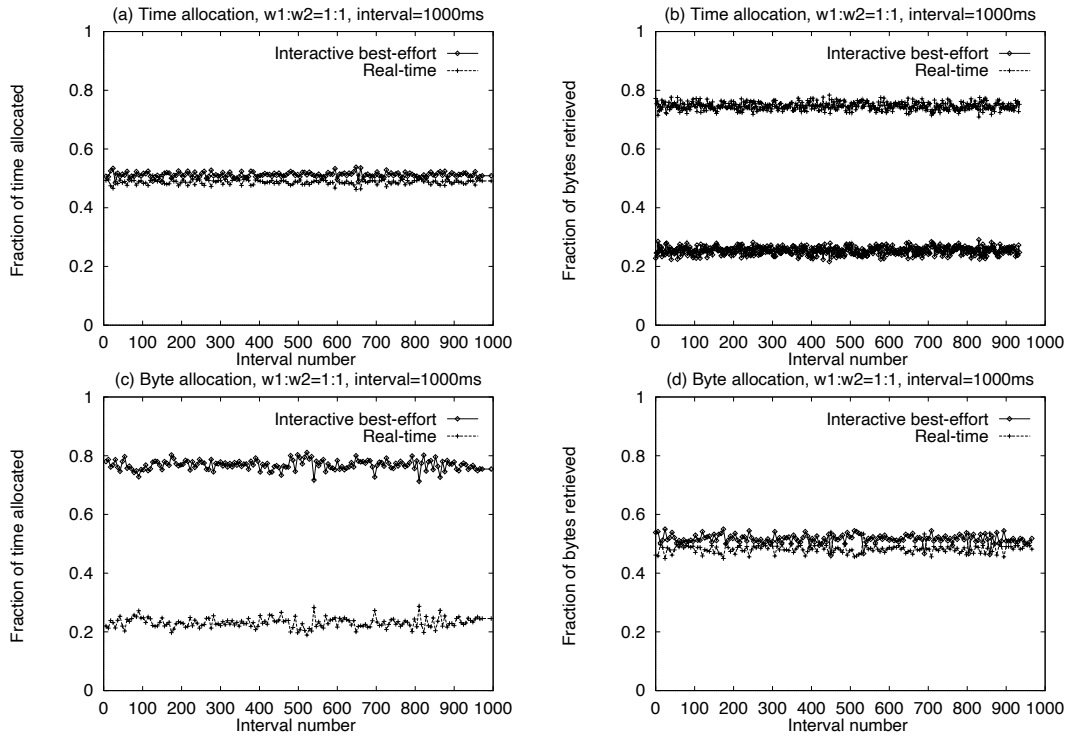 (a) Time allocation, w1:w2=1:1, interval=1000ms
1
0.8
0.6
0.4
0.2
0
Fraction of time allocated
Interactive best-effort
Real-time
0 100 200 300 400 500 600 700 800 900 1000
Interval number
(b) Time allocation, w1:w2=1:1, interval=1000ms
1
0.8
0.6
0.4
0.2
0
Fraction of bytes retrieved
Interactive best-effort
Real-time
0 100 200 300 400 500 600 700 800 900 1000
Interval number
(c) Byte allocation, w1:w2=1:1, interval=1000ms
1
0.8
0.6
0.4
0.2
0
Fraction of time allocated
Interactive best-effort
Real-time
0 100 200 300 400 500 600 700 800 900 1000
Interval number
(d) Byte allocation, w1:w2=1:1, interval=1000ms
1
0.8
0.6
0.4
0.2
0
Fraction of bytes retrieved
Interactive best-effort
Real-time
0 100 200 300 400 500 600 700 800 900 1000
Interval number